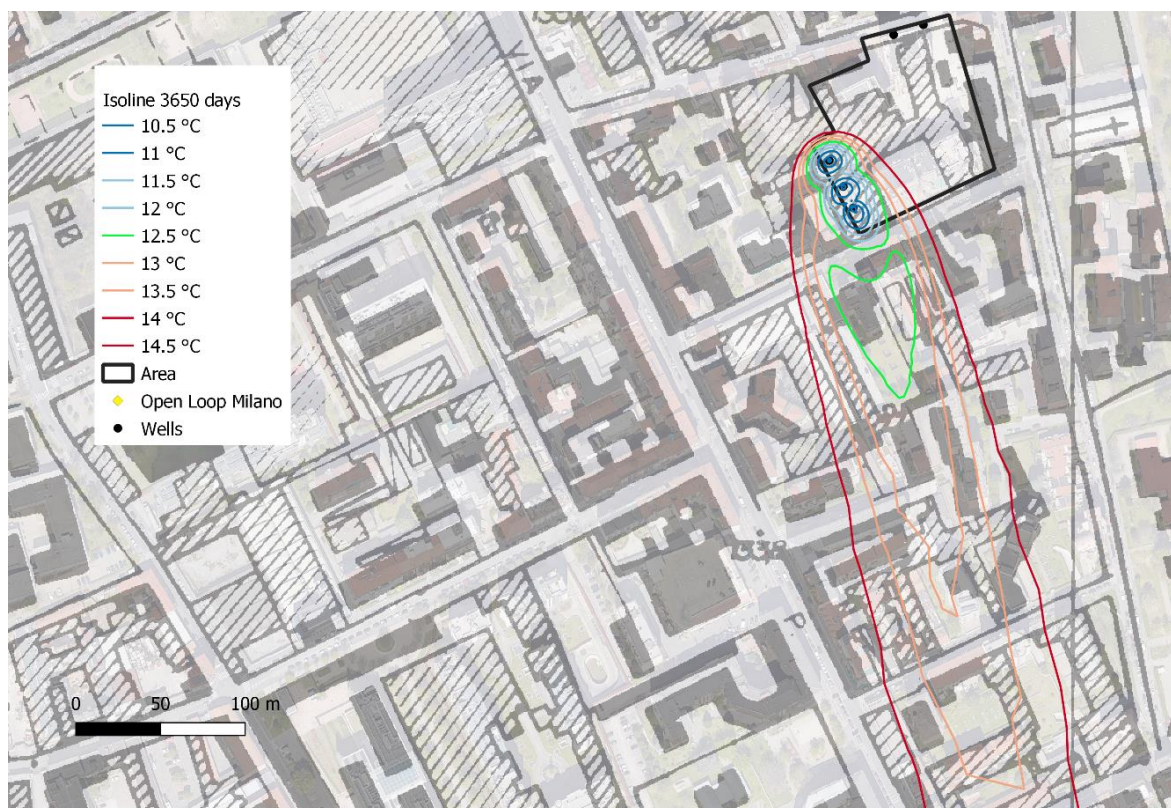 VIA
Isoline 3650 days
10.5 °C
11 °C
11.5 °C
12 °C
12.5 °C
13 °C
13.5 °C
14 °C
14.5 °C
Area
Open Loop Milano
Wells
0 50 100 m